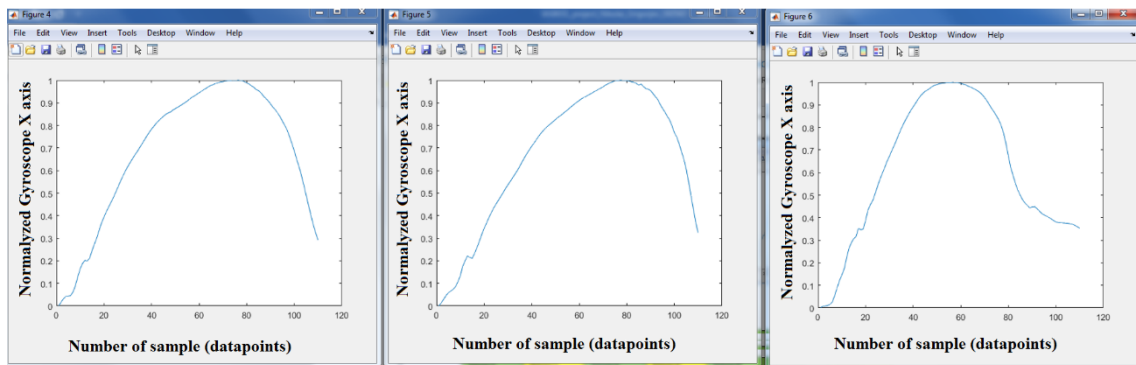 Figure 4
File Edit View Insert Tools Desktop Window Help
1
0.9
0.8
0.7
0.6
0.5
0.4
0.3
0.2
0.1
0
0 20 40 60 80 100 120
Normalyzed Gyroscope X axis
Number of sample (datapoints)
Figure 5
File Edit View Insert Tools Desktop Window Help
1
0.9
0.8
0.7
0.6
0.5
0.4
0.3
0.2
0.1
0
0 20 40 60 80 100 120
Normalyzed Gyroscope X axis
Number of sample (datapoints)
Figure 6
File Edit View Insert Tools Desktop Window Help
1
0.9
0.8
0.7
0.6
0.5
0.4
0.3
0.2
0.1
0
0 20 40 60 80 100 120
Normalyzed Gyroscope X axis
Number of sample (datapoints)